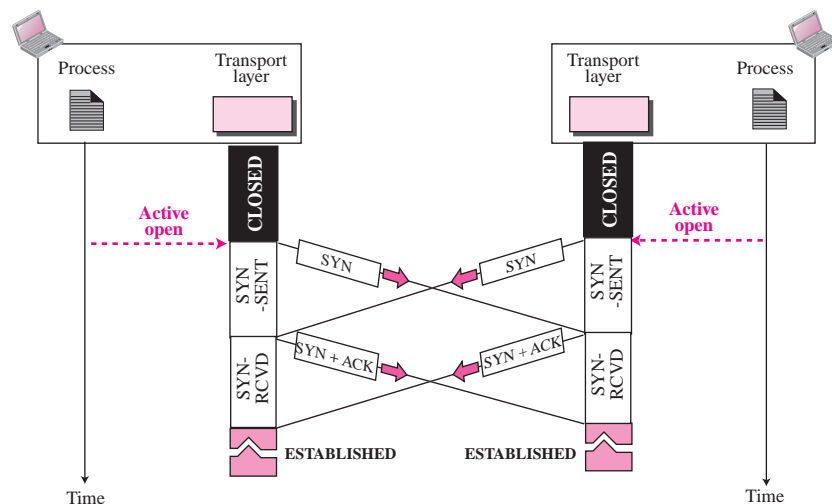 Process
Transport
layer
Transport
layer
Process
CLOSED
CLOSED
Active
open
Active
open
SYN
SYN
SYN
-SENT
SYN
-SENT
SYN + ACK
SYN + ACK
SYN-
RCVD
SYN-
RCVD
ESTABLISHED
ESTABLISHED
Time
Time